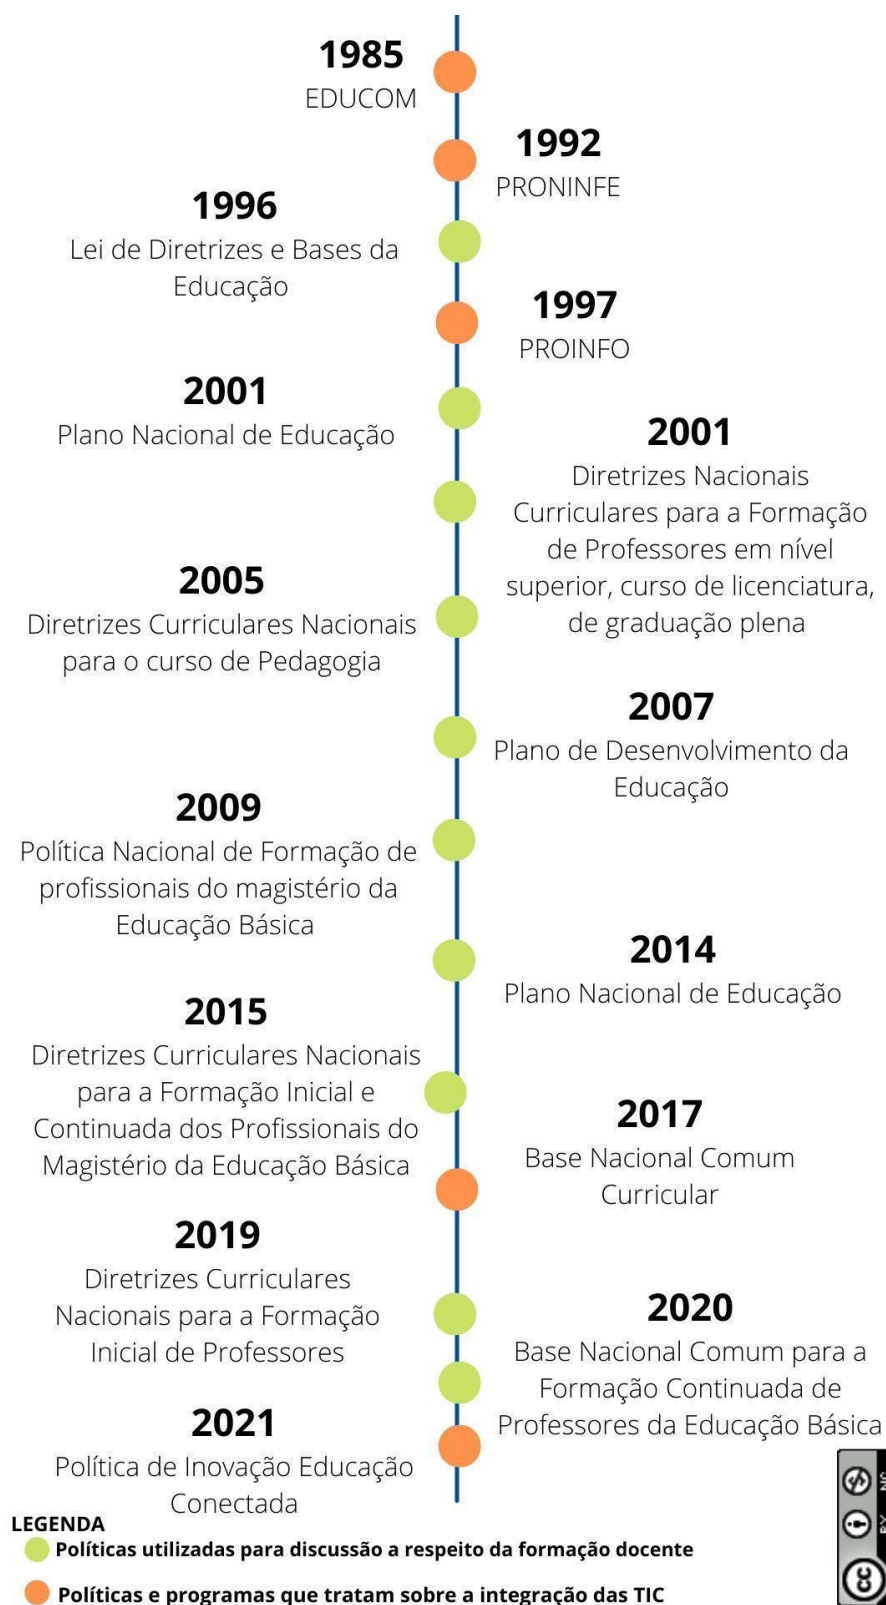 1985
EDUCOM
1992
PRONINFE
1996
Lei de Diretrizes e Bases da
Educação
1997
PROINFO
2001
Plano Nacional de Educação
2001
Diretrizes Nacionais
Curriculares para a Formação
de Professores em nível
superior, curso de licenciatura,
de graduação plena
2005
Diretrizes Curriculares Nacionais
para o curso de Pedagogia
2007
Plano de Desenvolvimento da
Educação
2009
Política Nacional de Formação de
profissionais do magistério da
Educação Básica
2014
Plano Nacional de Educação
2015
Diretrizes Curriculares Nacionais
para a Formação Inicial e
Continuada dos Profissionais do
Magistério da Educação Básica
2017
Base Nacional Comum
Curricular
2019
Diretrizes Curriculares
Nacionais para a Formação
Inicial de Professores
2020
Base Nacional Comum para a
Formação Continuada de
Professores da Educação Básica
2021
Política de Inovação Educação
Conectada
LEGENDA
Políticas utilizadas para discussão a respeito da formação docente
Políticas e programas que tratam sobre a integração das TIC
cc